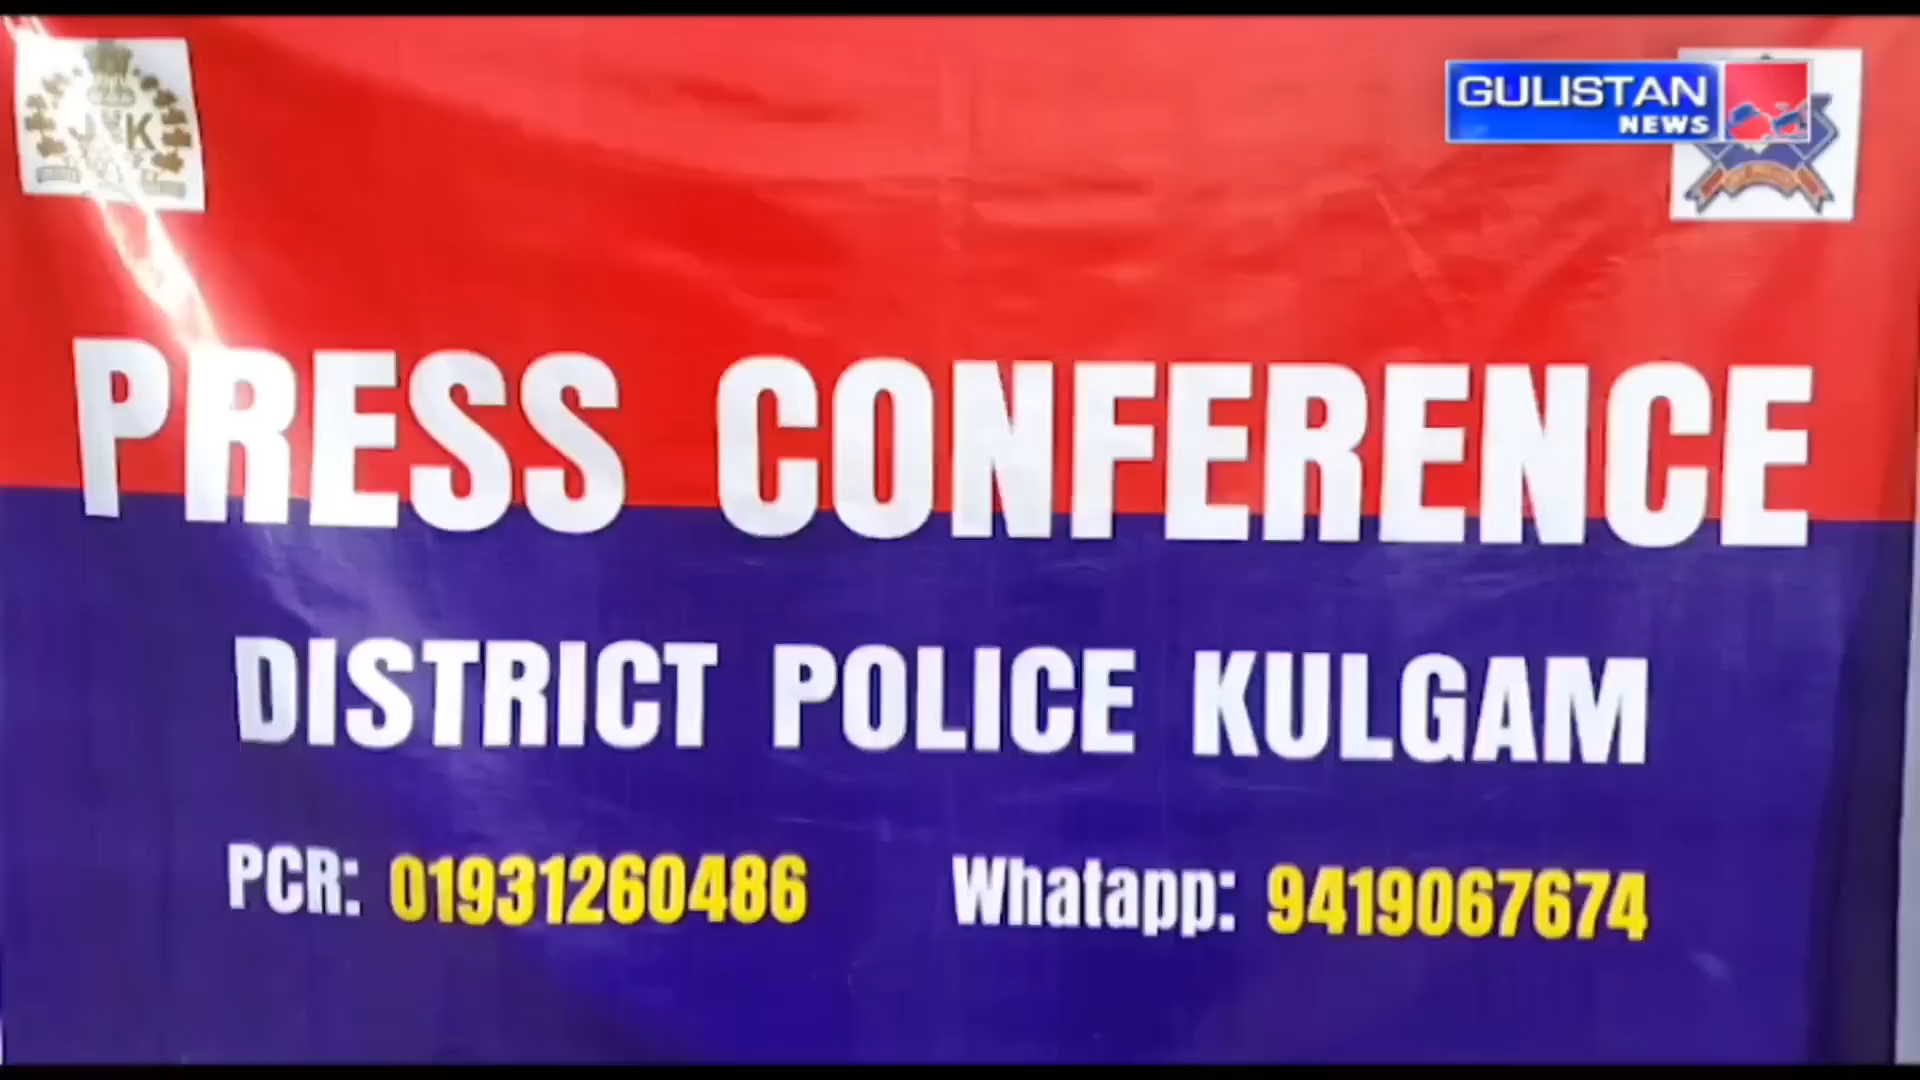 J&K
GULISTAN
NEWS
PRESS CONFERENCE
DISTRICT POLICE KULGAM
PCR: 01931260486 Whatapp: 9419067674